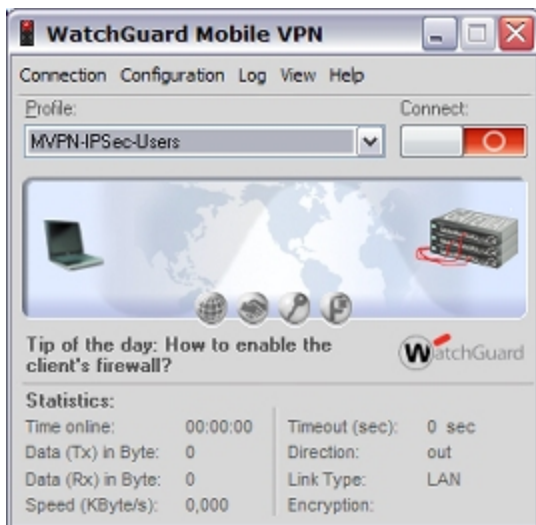 WatchGuard Mobile VPN
Connection Configuration Log View Help
Profile: Connect:
MVPN-IPSec-Users
Tip of the day: How to enable the
client's firewall?
WatchGuard
Statistics:
Time online: 00:00:00 Timeout (sec): 0 sec
Data (Tx) in Byte: 0 Direction: out
Data (Rx) in Byte: 0 Link Type: LAN
Speed (KByte/s): 0,000 Encryption: